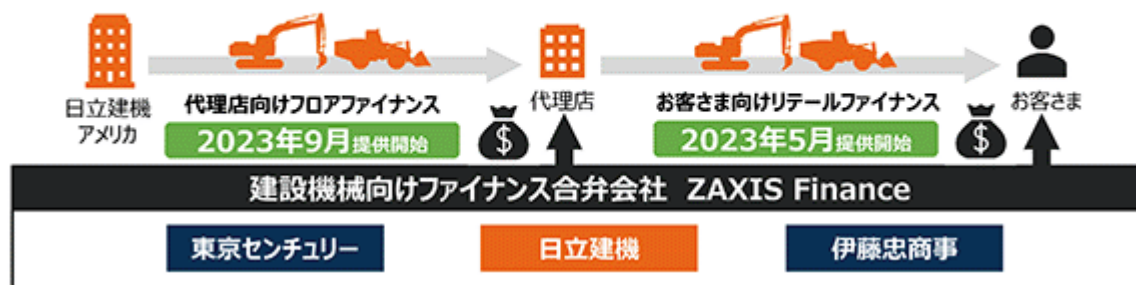 日立建機
アメリカ
代理店向けフロアファイナンス
2023年9月提供開始
$
代理店
お客さま向けリテールファイナンス
2023年5月提供開始
$
お客さま
建設機械向けファイナンス合弁会社 ZAXIS Finance
東京センチュリー
日立建機
伊藤忠商事